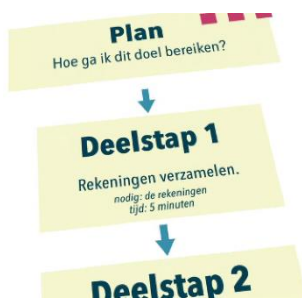 Plan
Hoe ga ik dit doel bereiken?
Deelstap 1
Rekeningen verzamelen.
nodig: de rekeningen
tijd: 5 minuten
Deelstap 2